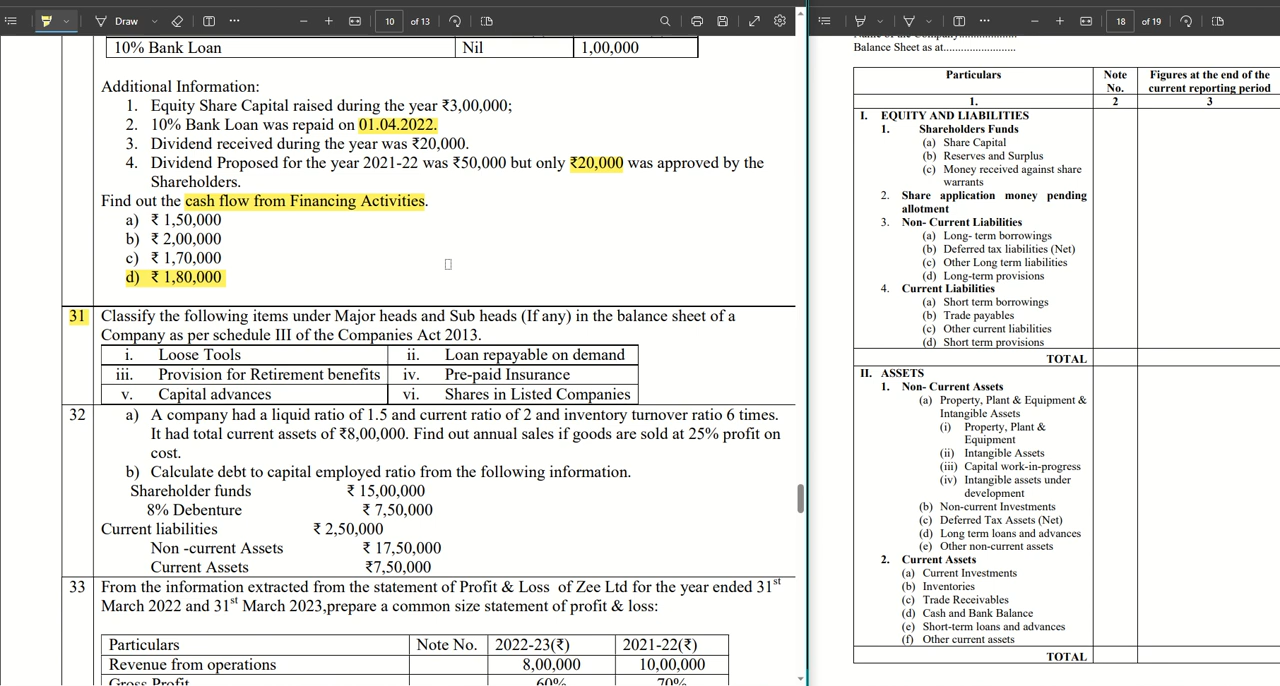 Draw
10 of 13
18 of 19
10% Bank Loan Nil 1,00,000
Additional Information:
1. Equity Share Capital raised during the year ₹3,00,000;
2. 10% Bank Loan was repaid on 01.04.2022.
3. Dividend received during the year was ₹20,000.
4. Dividend Proposed for the year 2021-22 was ₹50,000 but only ₹20,000 was approved by the
Shareholders.
Find out the cash flow from Financing Activities.
a) ₹ 1,50,000
b) ₹ 2,00,000
c) ₹ 1,70,000
d) ₹ 1,80,000
31 Classify the following items under Major heads and Sub heads (If any) in the balance sheet of a
Company as per schedule III of the Companies Act 2013.
i. Loose Tools ii. Loan repayable on demand
iii. Provision for Retirement benefits iv. Pre-paid Insurance
v. Capital advances vi. Shares in Listed Companies
32 a) A company had a liquid ratio of 1.5 and current ratio of 2 and inventory turnover ratio 6 times.
It had total current assets of ₹8,00,000. Find out annual sales if goods are sold at 25% profit on
cost.
b) Calculate debt to capital employed ratio from the following information.
Shareholder funds ₹ 15,00,000
8% Debenture ₹ 7,50,000
Current liabilities ₹ 2,50,000
Non -current Assets ₹ 17,50,000
Current Assets ₹7,50,000
33 From the information extracted from the statement of Profit & Loss of Zee Ltd for the year ended 31st
March 2022 and 31st March 2023,prepare a common size statement of profit & loss:
Particulars Note No. 2022-23(₹) 2021-22(₹)
Revenue from operations 8,00,000 10,00,000
Gross Profit 60% 70%
Name of the Company..................
Balance Sheet as at........................
Particulars Note No. Figures at the end of the current reporting period
1. 2 3
I. EQUITY AND LIABILITIES
1. Shareholders Funds
(a) Share Capital
(b) Reserves and Surplus
(c) Money received against share
warrants
2. Share application money pending
allotment
3. Non- Current Liabilities
(a) Long- term borrowings
(b) Deferred tax liabilities (Net)
(c) Other Long term liabilities
(d) Long-term provisions
4. Current Liabilities
(a) Short term borrowings
(b) Trade payables
(c) Other current liabilities
(d) Short term provisions
TOTAL
II. ASSETS
1. Non- Current Assets
(a) Property, Plant & Equipment &
Intangible Assets
(i) Property, Plant &
Equipment
(ii) Intangible Assets
(iii) Capital work-in-progress
(iv) Intangible assets under
development
(b) Non-current Investments
(c) Deferred Tax Assets (Net)
(d) Long term loans and advances
(e) Other non-current assets
2. Current Assets
(a) Current Investments
(b) Inventories
(c) Trade Receivables
(d) Cash and Bank Balance
(e) Short-term loans and advances
(f) Other current assets
TOTAL